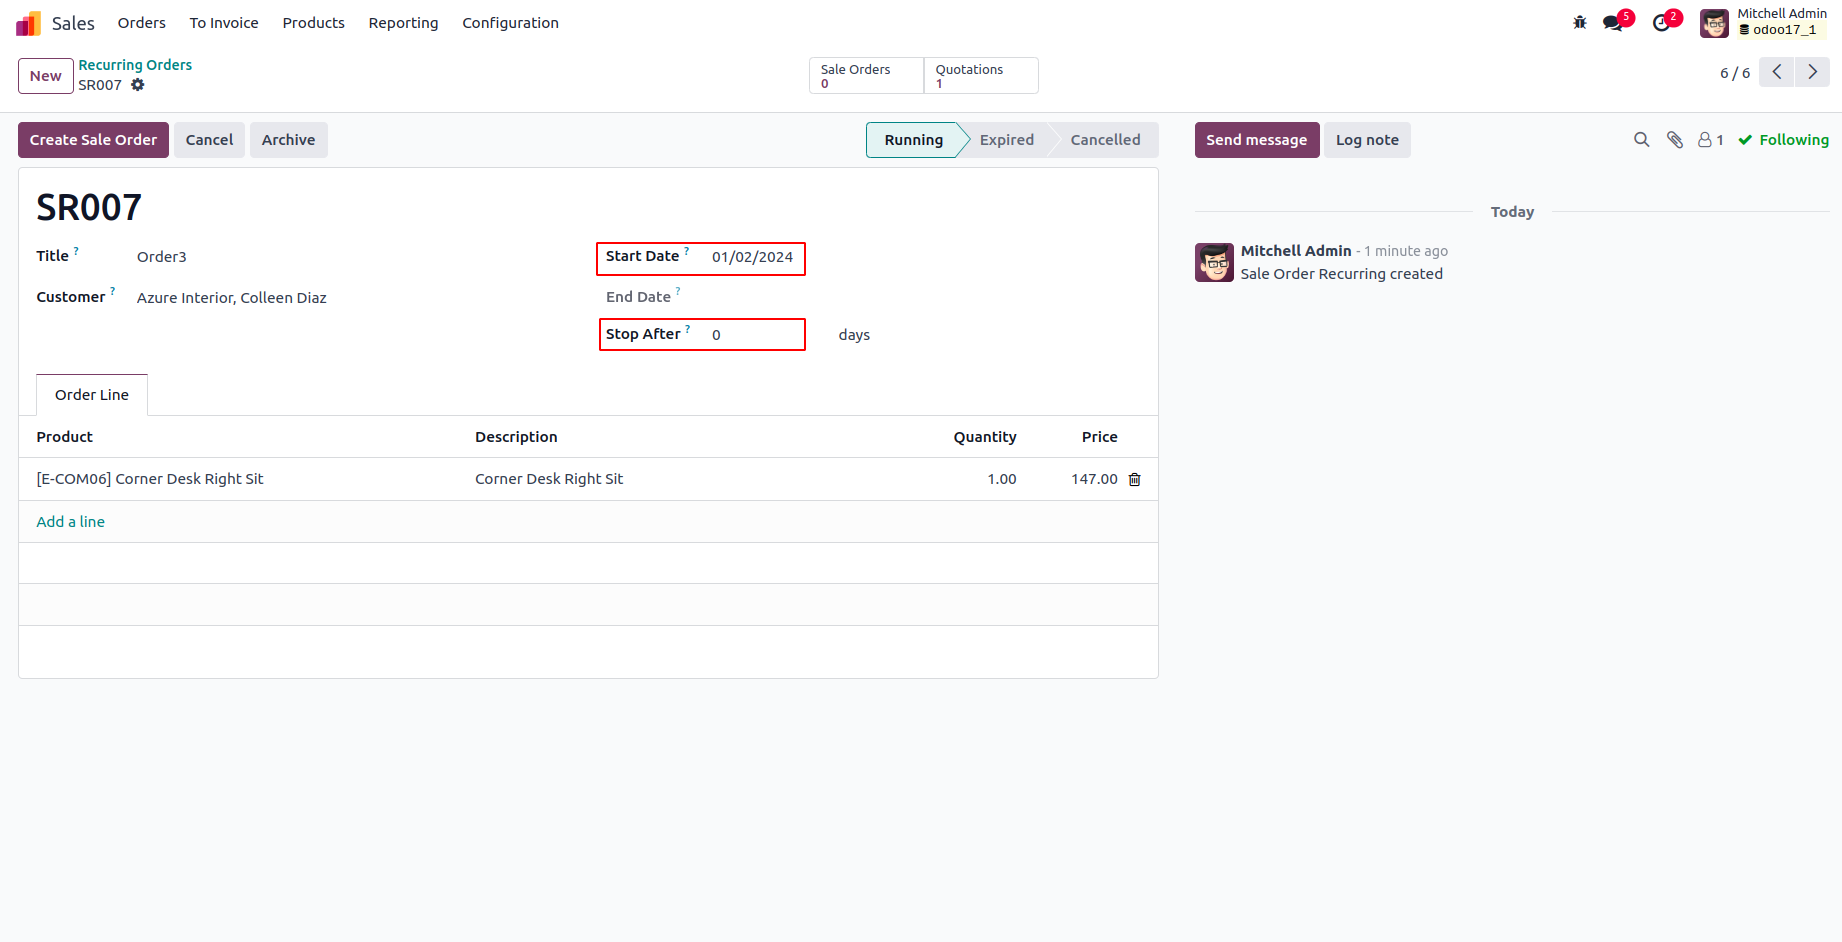 Sales Orders To Invoice Products Reporting Configuration 5 2 Mitchell Admin
odoo17_1
New Recurring Orders
SR007
Sale Orders
0
Quotations
1
6 / 6
Create Sale Order Cancel Archive Running Expired Cancelled Send message Log note 1 Following
SR007
Title ? Order3
Customer ? Azure Interior, Colleen Diaz
Start Date ? 01/02/2024
End Date ?
Stop After ? 0 days
Today
Mitchell Admin - 1 minute ago
Sale Order Recurring created
Order Line
Product Description Quantity Price
[E-COM06] Corner Desk Right Sit Corner Desk Right Sit 1.00 147.00
Add a line